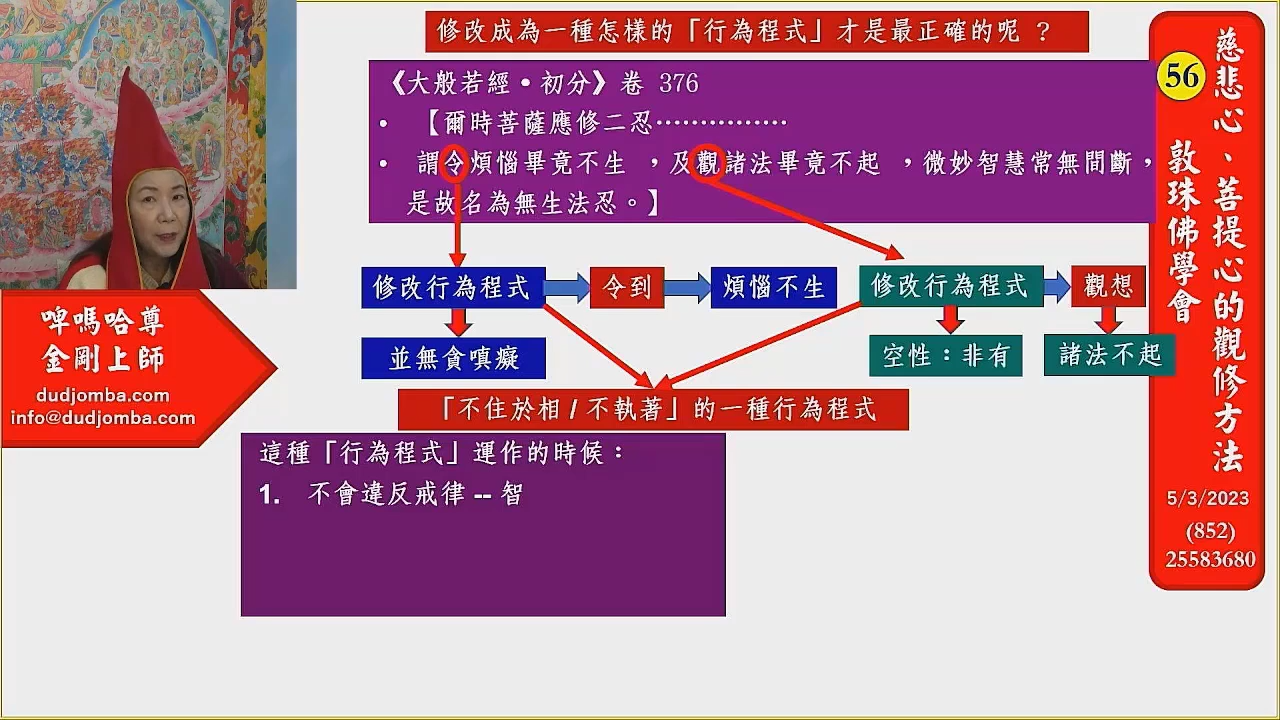 修改成為一種怎樣的「行為程式」才是最正確的呢 ？
《大般若經•初分》卷 376
• 【爾時菩薩應修二忍……………
• 謂令煩惱畢竟不生 ，及觀諸法畢竟不起 ，微妙智慧常無間斷，
是故名為無生法忍。】
修改行為程式
令到
煩惱不生
修改行為程式
觀想
並無貪嗔癡
空性：非有
諸法不起
「不住於相 / 不執著」的一種行為程式
這種「行為程式」運作的時候：
1. 不會違反戒律 -- 智
啤嗎哈尊
金剛上師
dudjomba.com
info@dudjomba.com
56
慈悲心、菩提心的觀修方法
敦珠佛學會
5/3/2023
(852)
25583680